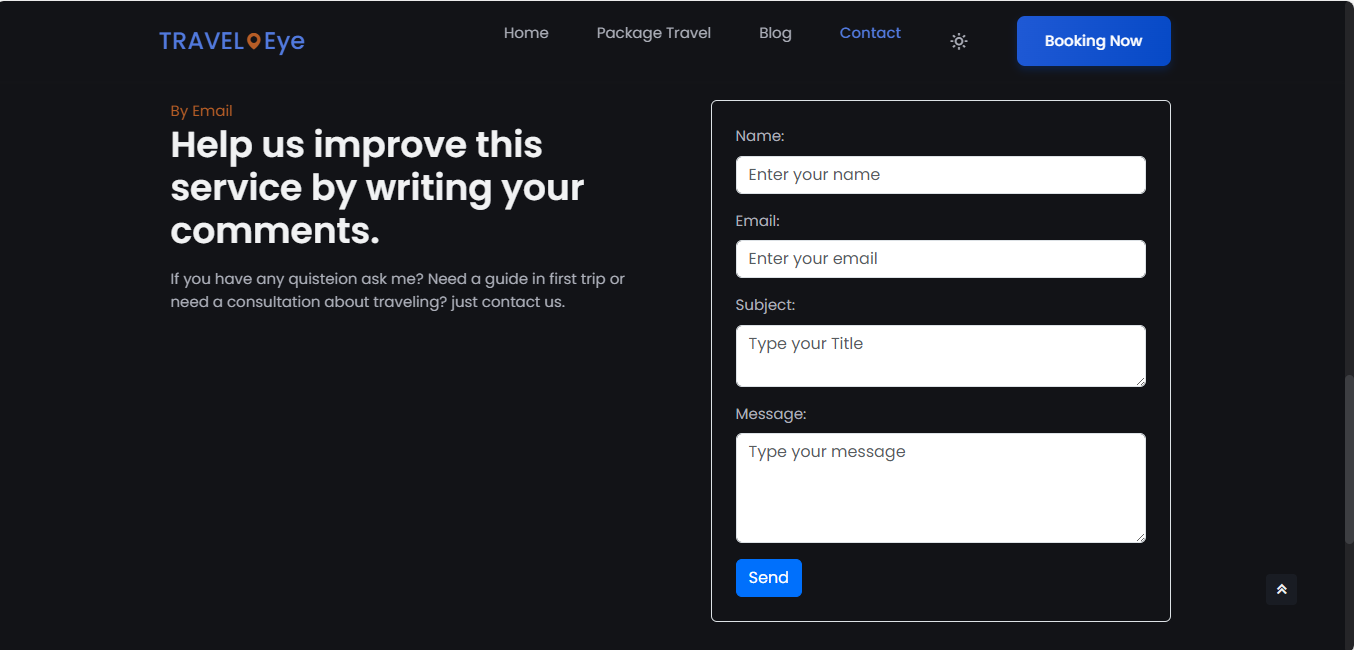 TRAVEL Eye
Home
Package Travel
Blog
Contact
Booking Now
By Email
Help us improve this
service by writing your
comments.
If you have any quisteion ask me? Need a guide in first trip or
need a consultation about traveling? just contact us.
Name:
Enter your name
Email:
Enter your email
Subject:
Type your Title
Message:
Type your message
Send